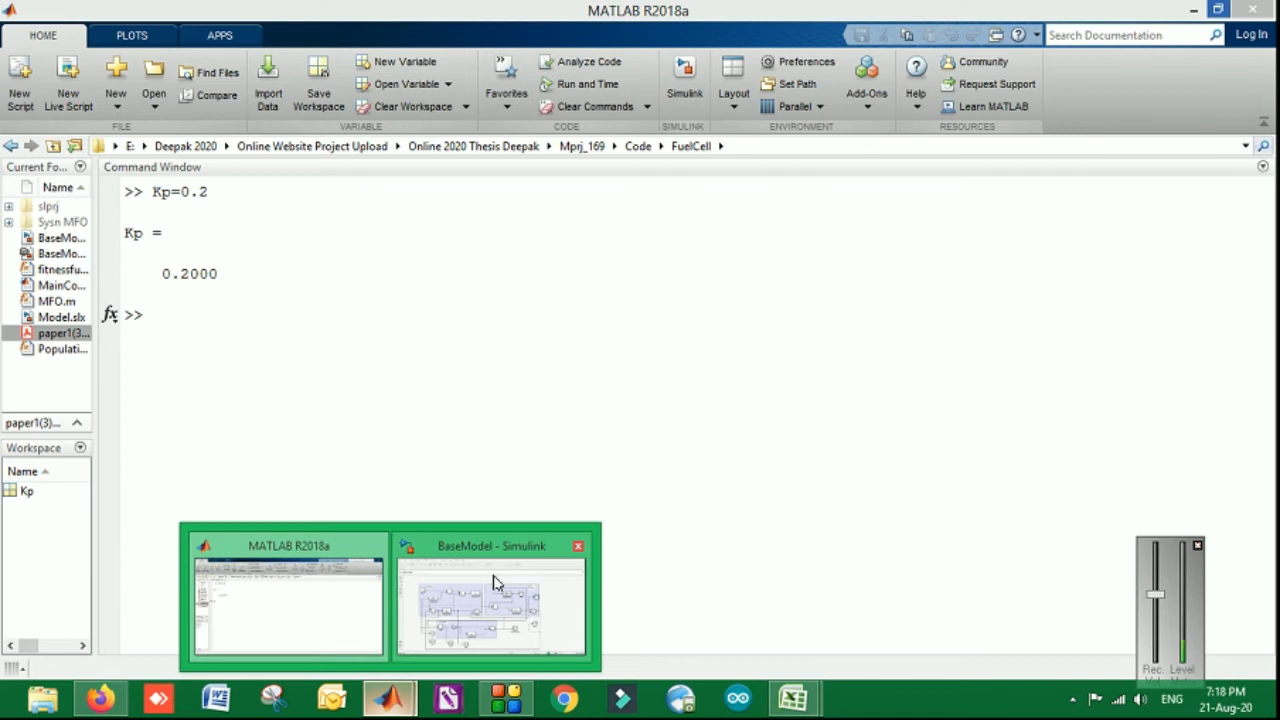 MATLAB R2018a
HOME PLOTS APPS Search Documentation Log In
New Script New Live Script New Open Find Files Compare Import Data Save Workspace New Variable Open Variable Clear Workspace Favorites Analyze Code Run and Time Clear Commands Simulink Layout Preferences Set Path Parallel Add-Ons Help Community Request Support Learn MATLAB
FILE VARIABLE CODE SIMULINK ENVIRONMENT RESOURCES
E: Deepak 2020 Online Website Project Upload Online 2020 Thesis Deepak Mprj_169 Code FuelCell
Current Fo... Command Window
Name
slprj
Sysn MFO
BaseMo...
BaseMo...
fitnessfu...
MainCo...
MFO.m
Model.slx
paper1(3...
Populati...
>> Kp=0.2
Kp =
0.2000
fx >>
paper1(3)...
Workspace
Name
Kp
MATLAB R2018a BaseModel - Simulink
Rec. Level
ENG 7:18 PM
21-Aug-20